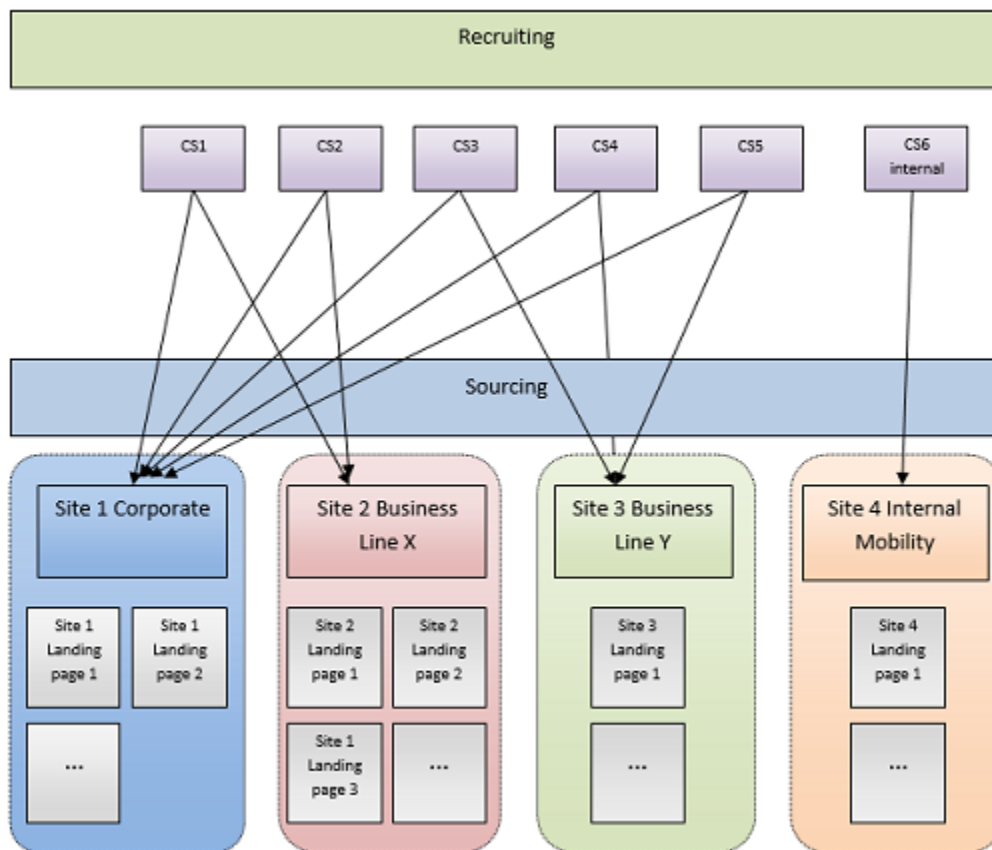 Recruiting
CS1
CS2
CS3
CS4
CS5
CS6
internal
Sourcing
Site 1 Corporate
Site 2 Business
Line X
Site 3 Business
Line Y
Site 4 Internal
Mobility
Site 1
Landing
page 1
Site 1
Landing
page 2
Site 2
Landing
page 1
Site 2
Landing
page 2
Site 3
Landing
page 1
Site 4
Landing
page 1
...
Site 1
Landing
page 3
...
...
...